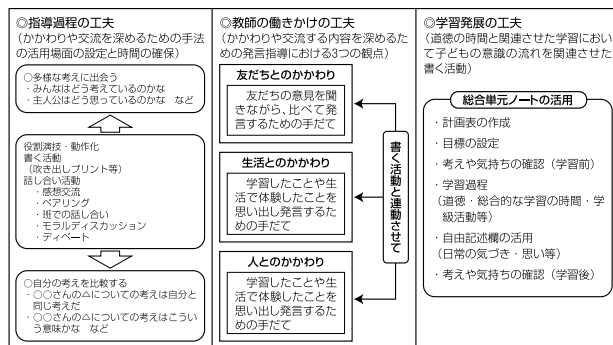 ◎指導過程の工夫
(かかわりや交流を深めるための手法
の活用場面の設定と時間の確保)
○多様な考えに出会う
・みんなはどう考えているのかな
・主人公はどう思っているのかな など
役割演技・動作化
書く活動
(吹き出しプリント等)
話し合い活動
・感想交流
・ペアリング
・班での話し合い
・モラルディスカッション
・ディベート
○自分の考えを比較する
・○○さんの△についての考えは自分と
同じ考えだ
・○○さんの△についての考えはこうい
う意味かな など
◎教師の働きかけの工夫
(かかわりや交流する内容を深めるた
めの発言指導における3つの観点)
友だちとのかかわり
友だちの意見を聞
きながら、比べて発
言するための手だて
生活とのかかわり
学習したことや生
活で体験したことを
思い出し発言するた
めの手だて
人とのかかわり
学習したことや生
活で体験したことを
思い出し発言するた
めの手だて
書く活動と連動させて
◎学習発展の工夫
(道徳の時間と関連させた学習におい
て子どもの意識の流れを関連させた
書く活動)
総合単元ノートの活用
・計画表の作成
・目標の設定
・考えや気持ちの確認(学習前)
・学習過程
(道徳・総合的な学習の時間・学
級活動等)
・自由記述欄の活用
(日常の気づき・思い等)
・考えや気持ちの確認(学習後)